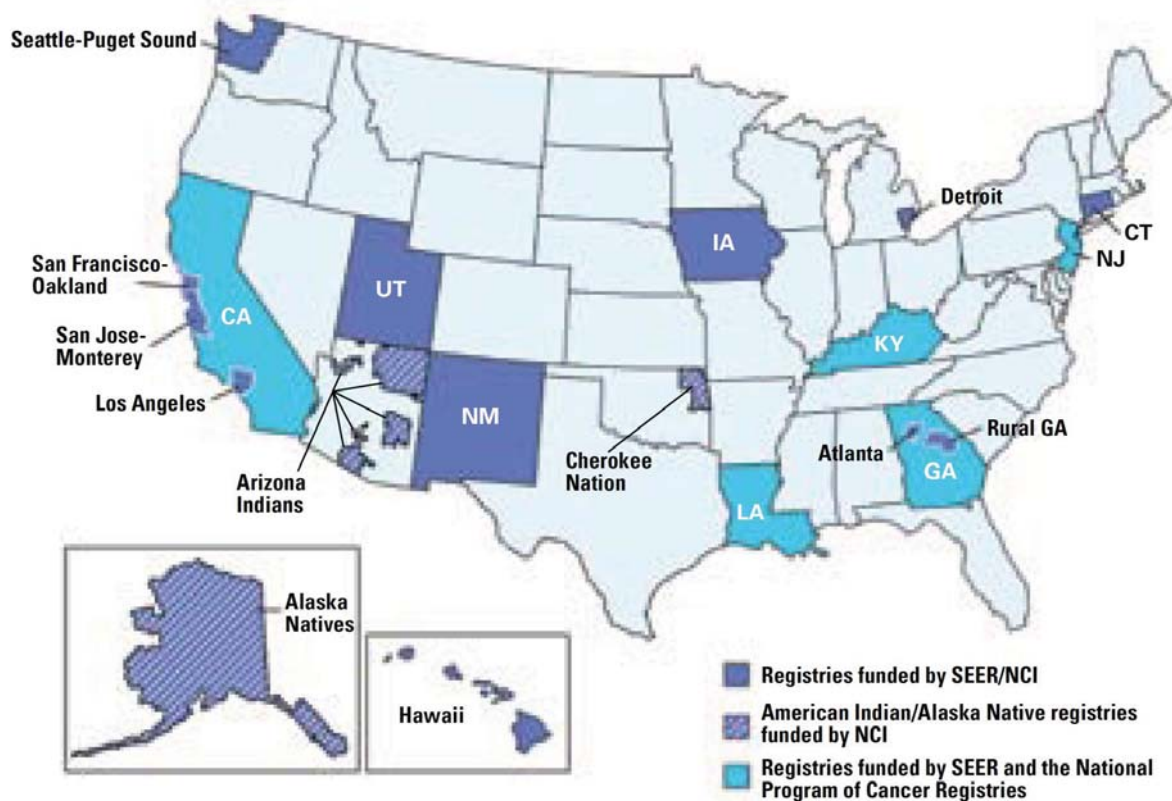 Seattle-Puget Sound
Detroit
IA
CT
NJ
San Francisco-
Oakland
UT
CA
KY
San Jose-
Monterey
Los Angeles
NM
Rural GA
Atlanta
Arizona
Indians
Cherokee
Nation
GA
LA
Alaska
Natives
Hawaii
Registries funded by SEER/NCI
American Indian/Alaska Native registries
funded by NCI
Registries funded by SEER and the National
Program of Cancer Registries